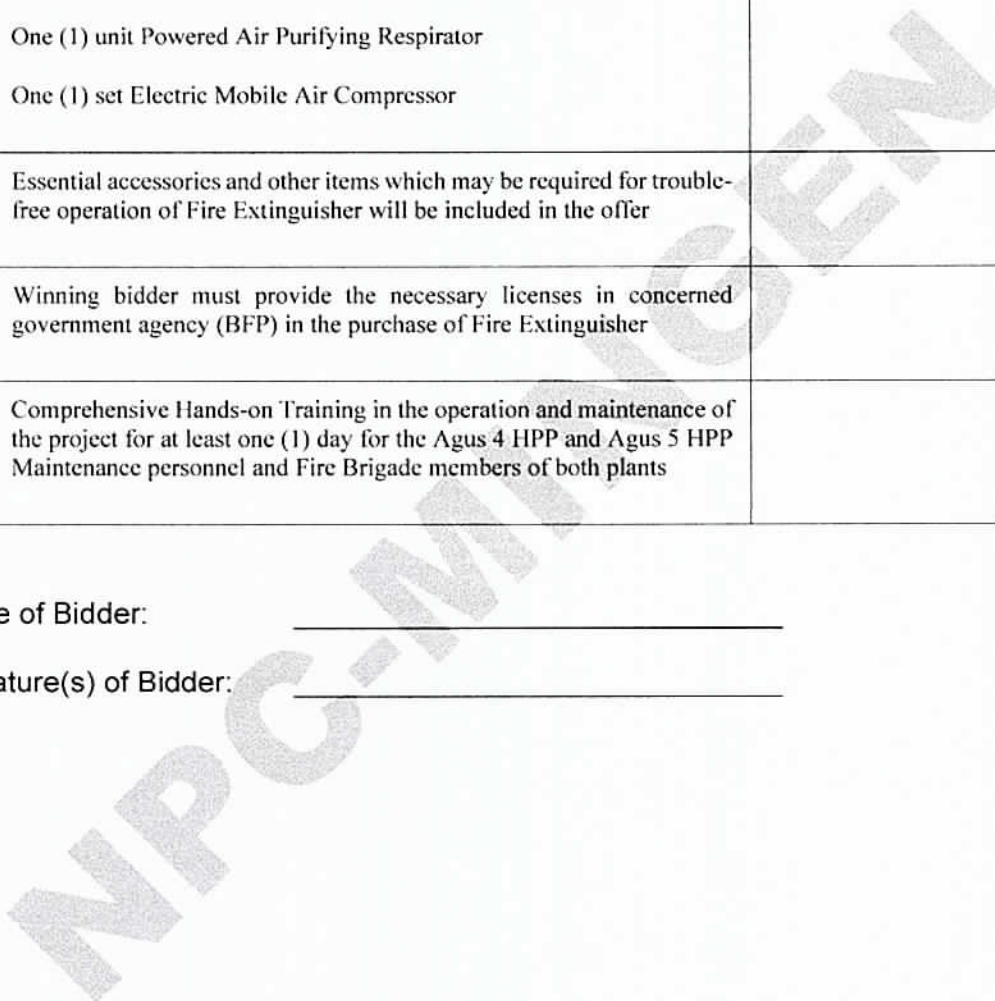 One (1) unit Powered Air Purifying Respirator
One (1) set Electric Mobile Air Compressor
Essential accessories and other items which may be required for trouble-
free operation of Fire Extinguisher will be included in the offer
Winning bidder must provide the necessary licenses in concerned
government agency (BFP) in the purchase of Fire Extinguisher
Comprehensive Hands-on Training in the operation and maintenance of
the project for at least one (1) day for the Agus 4 HPP and Agus 5 HPP
Maintenance personnel and Fire Brigade members of both plants
e of Bidder:
ature(s) of Bidder:
NPC-MINGEN